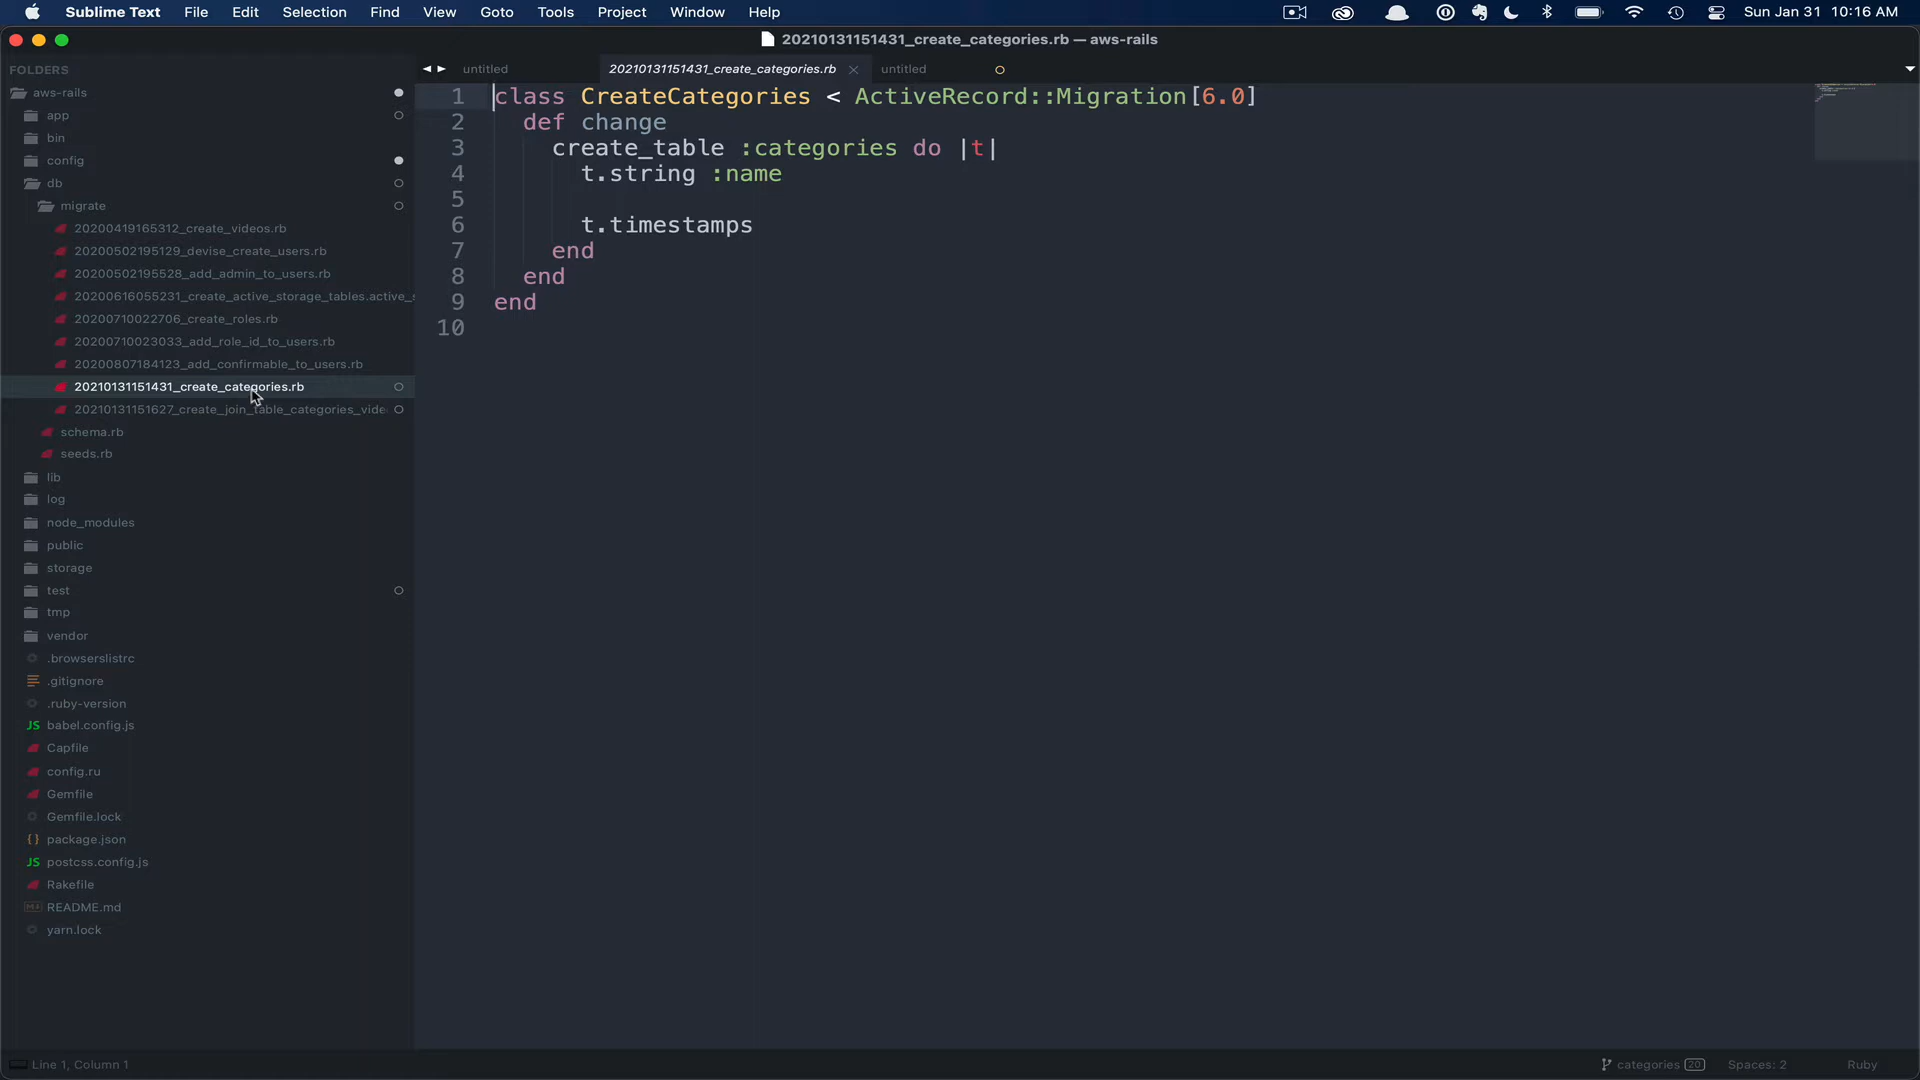 Sublime Text File Edit Selection Find View Goto Tools Project Window Help Sun Jan 31 10:16 AM
20210131151431_create_categories.rb — aws-rails
FOLDERS
untitled
20210131151431_create_categories.rb
untitled
aws-rails
app
bin
config
db
migrate
20200419165312_create_videos.rb
20200502195129_devise_create_users.rb
20200502195528_add_admin_to_users.rb
20200616055231_create_active_storage_tables.active_s
20200710022706_create_roles.rb
20200710023033_add_role_id_to_users.rb
20200807184123_add_confirmable_to_users.rb
20210131151431_create_categories.rb
20210131151627_create_join_table_categories_vide
schema.rb
seeds.rb
lib
log
node_modules
public
storage
test
tmp
vendor
.browserslistrc
.gitignore
.ruby-version
JS babel.config.js
Capfile
config.ru
Gemfile
Gemfile.lock
{} package.json
JS postcss.config.js
Rakefile
README.md
yarn.lock
1 class CreateCategories < ActiveRecord::Migration[6.0]
2 def change
3 create_table :categories do |t|
4 t.string :name
5
6 t.timestamps
7 end
8 end
9 end
10
Line 1, Column 1
categories 20
Spaces: 2
Ruby